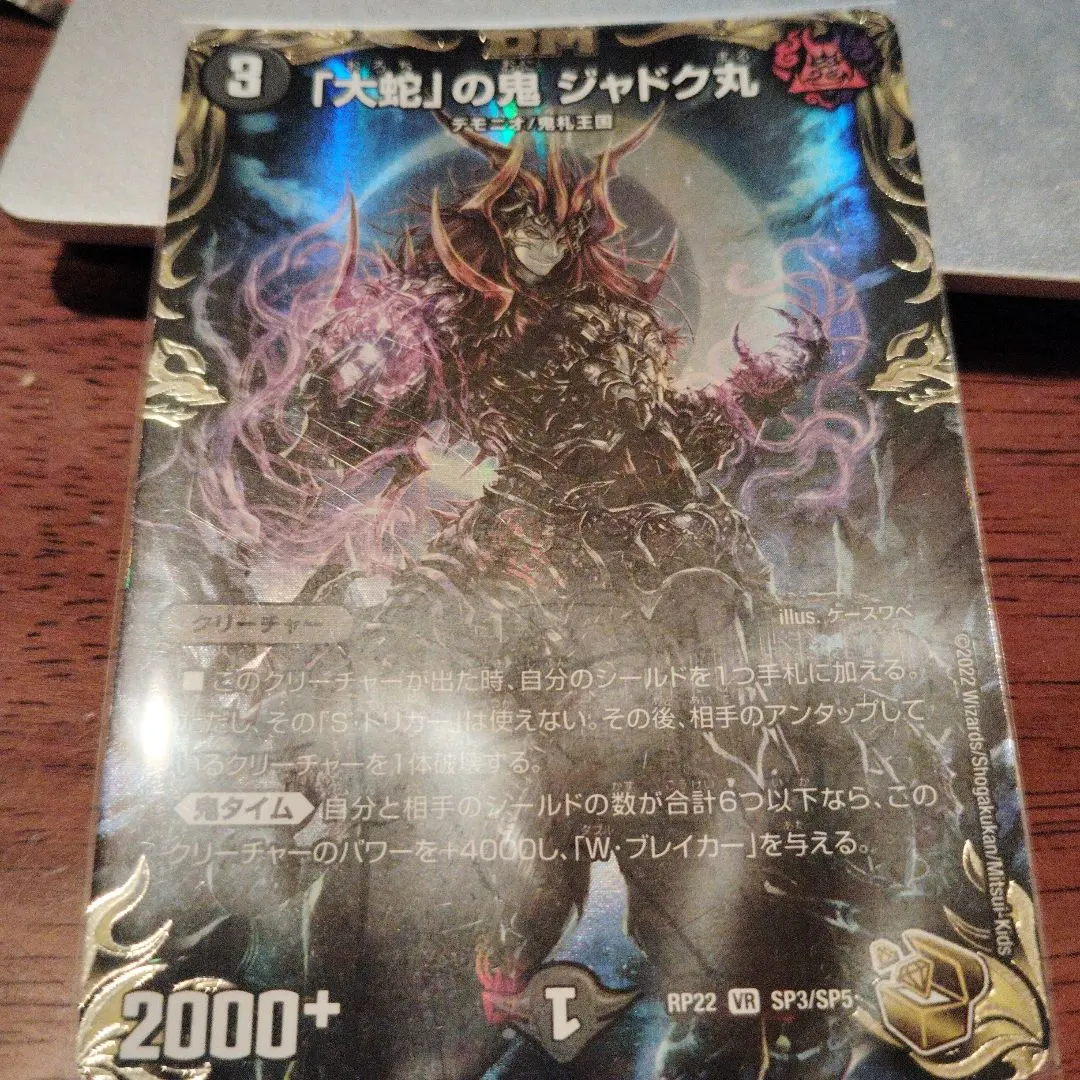 DM
3
「大蛇」の鬼 ジャドク丸
デモニオ/鬼札王国
クリーチャー
illus. ケースワベ
■このクリーチャーが出た時、自分のシールドを1つ手札に加える。
ただし、その「S・トリガー」は使えない。その後、相手のアンタップして
いるクリーチャーを1体破壊する。
鬼タイム 自分と相手のシールドの数が合計6つ以下なら、この
クリーチャーのパワーを+4000し、「W・ブレイカー」を与える。
©2022 Wizards/Shogakukan/Mitsui-Kids
2000+
1
RP22 VR SP3/SP5